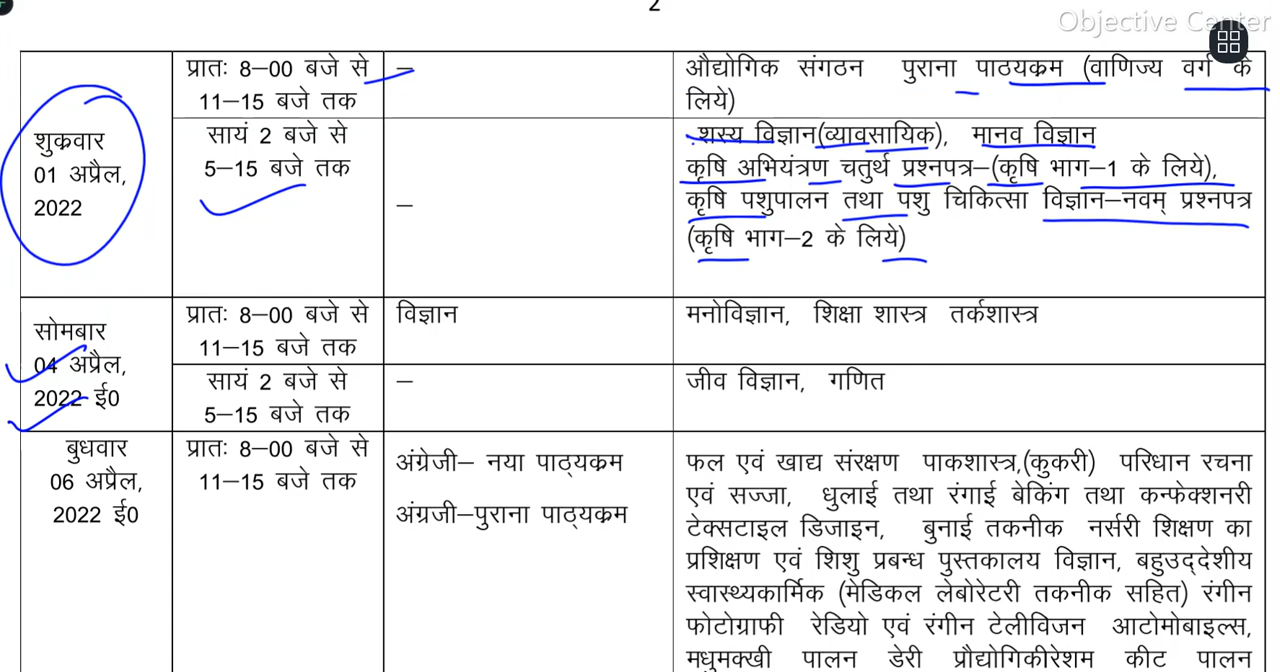 2
Objective Center
प्रातः 8–00 बजे से – औद्योगिक संगठन पुराना पाठयक्रम (वाणिज्य वर्ग के
11–15 बजे तक लिये)
शुक्रवार
01 अप्रैल,
2022
सायं 2 बजे से
5–15 बजे तक
–
शस्य विज्ञान(व्यावसायिक), मानव विज्ञान
कृषि अभियंत्रण चतुर्थ प्रश्नपत्र–(कृषि भाग–1 के लिये),
कृषि पशुपालन तथा पशु चिकित्सा विज्ञान–नवम् प्रश्नपत्र
(कृषि भाग–2 के लिये)
सोमबार
04 अप्रैल,
2022 ई0
प्रातः 8–00 बजे से
11–15 बजे तक
विज्ञान
मनोविज्ञान, शिक्षा शास्त्र तर्कशास्त्र
सायं 2 बजे से
5–15 बजे तक
–
जीव विज्ञान, गणित
बुधवार
06 अप्रैल,
2022 ई0
प्रातः 8–00 बजे से
11–15 बजे तक
अंग्रेजी– नया पाठ्यक्रम
अंग्रजी–पुराना पाठ्यक्रम
फल एवं खाद्य संरक्षण पाकशास्त्र,(कुकरी) परिधान रचना
एवं सज्जा, धुलाई तथा रंगाई बेकिंग तथा कन्फेक्शनरी
टेक्सटाइल डिजाइन, बुनाई तकनीक नर्सरी शिक्षण का
प्रशिक्षण एवं शिशु प्रबन्ध पुस्तकालय विज्ञान, बहुउद्देशीय
स्वास्थ्यकार्मिक (मेडिकल लेबोरेटरी तकनीक सहित) रंगीन
फोटोग्राफी रेडियो एवं रंगीन टेलीविजन आटोमोबाइल्स,
मधुमक्खी पालन डेरी प्रौद्योगिकीरेशम कीट पालन